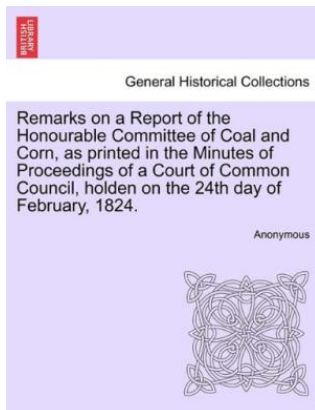 BRITISH
LIBRARY
General Historical Collections
Remarks on a Report of the
Honourable Committee of Coal and
Corn, as printed in the Minutes of
Proceedings of a Court of Common
Council, holden on the 24th day of
February, 1824.
Anonymous